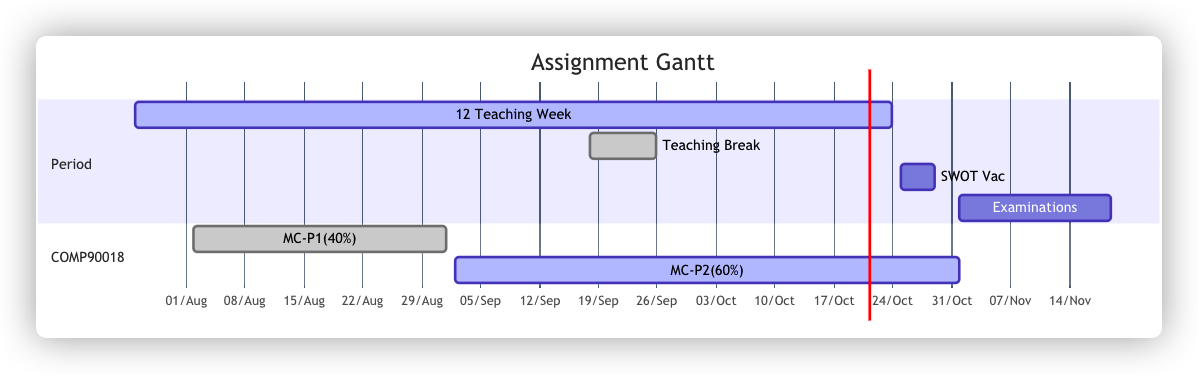 Assignment Gantt
12 Teaching Week
Teaching Break
Period
SWOT Vac
Examinations
MC-P1(40%)
COMP90018
MC-P2(60%)
01/Aug 08/Aug 15/Aug 22/Aug 29/Aug 05/Sep 12/Sep 19/Sep 26/Sep 03/Oct 10/Oct 17/Oct 24/Oct 31/Oct 07/Nov 14/Nov